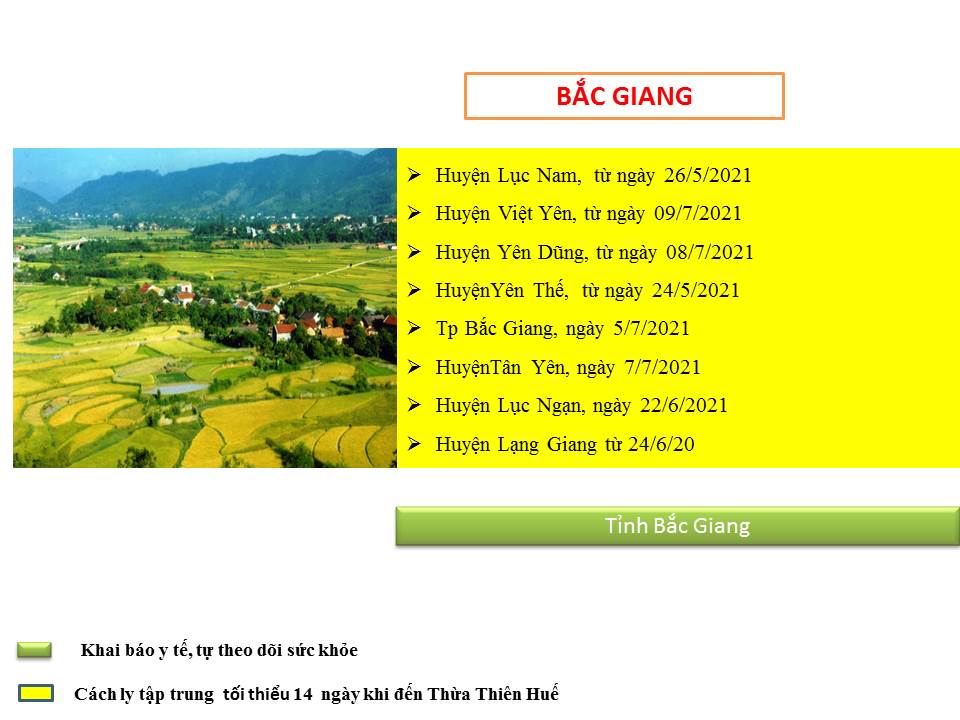 BẮC GIANG
➢ Huyện Lục Nam, từ ngày 26/5/2021
➢ Huyện Việt Yên, từ ngày 09/7/2021
➢ Huyện Yên Dũng, từ ngày 08/7/2021
➢ HuyệnYên Thế, từ ngày 24/5/2021
➢ Tp Bắc Giang, ngày 5/7/2021
➢ HuyệnTân Yên, ngày 7/7/2021
➢ Huyện Lục Ngạn, ngày 22/6/2021
➢ Huyện Lạng Giang từ 24/6/20
Tỉnh Bắc Giang
Khai báo y tế, tự theo dõi sức khỏe
Cách ly tập trung tối thiểu 14 ngày khi đến Thừa Thiên Huế